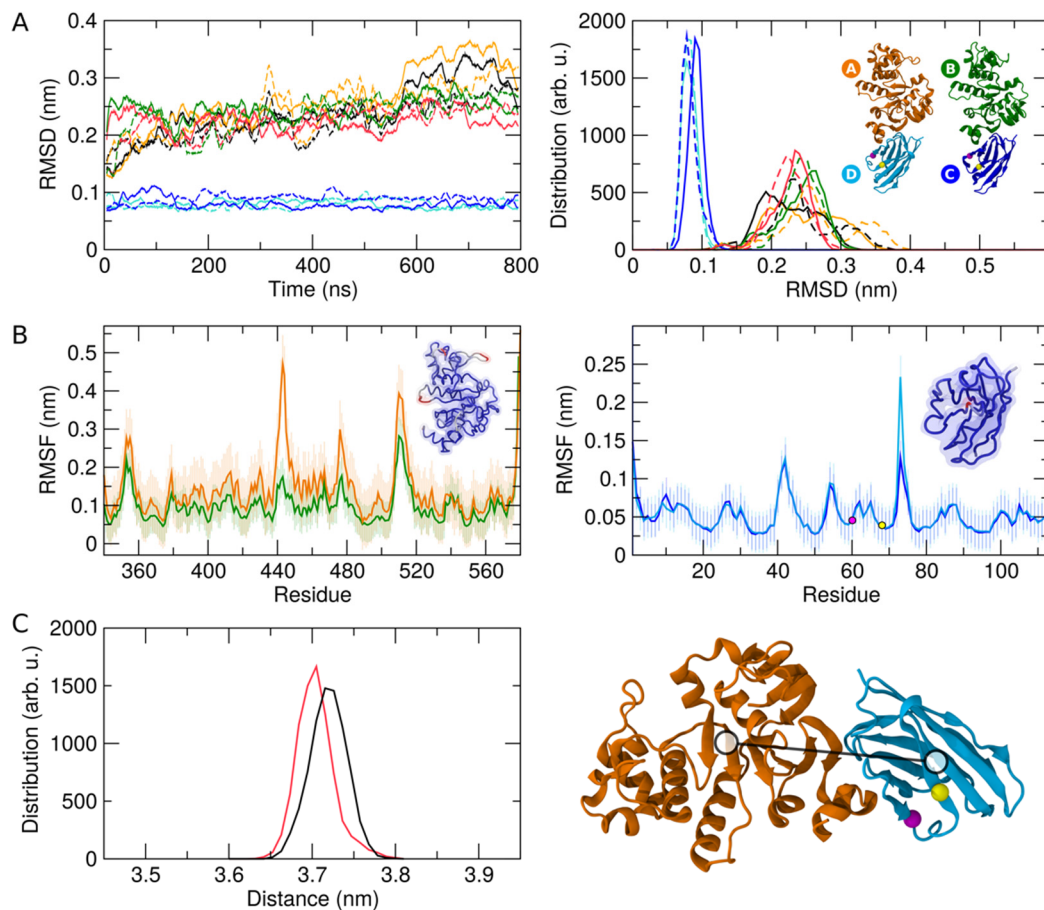 A
RMSD (nm)
0.4
0.3
0.2
0.1
0
0 200 400 600 800
Time (ns)
Distribution (arb. u.)
2000
1500
1000
500
0
0 0.1 0.2 0.3 0.4 0.5
RMSD (nm)
A
B
D
C
B
RMSF (nm)
0.5
0.4
0.3
0.2
0.1
0
360 400 440 480 520 560
Residue
RMSF (nm)
0.25
0.20
0.15
0.10
0.05
0
20 40 60 80 100
Residue
C
Distribution (arb. u.)
2000
1500
1000
500
0
3.5 3.6 3.7 3.8 3.9
Distance (nm)